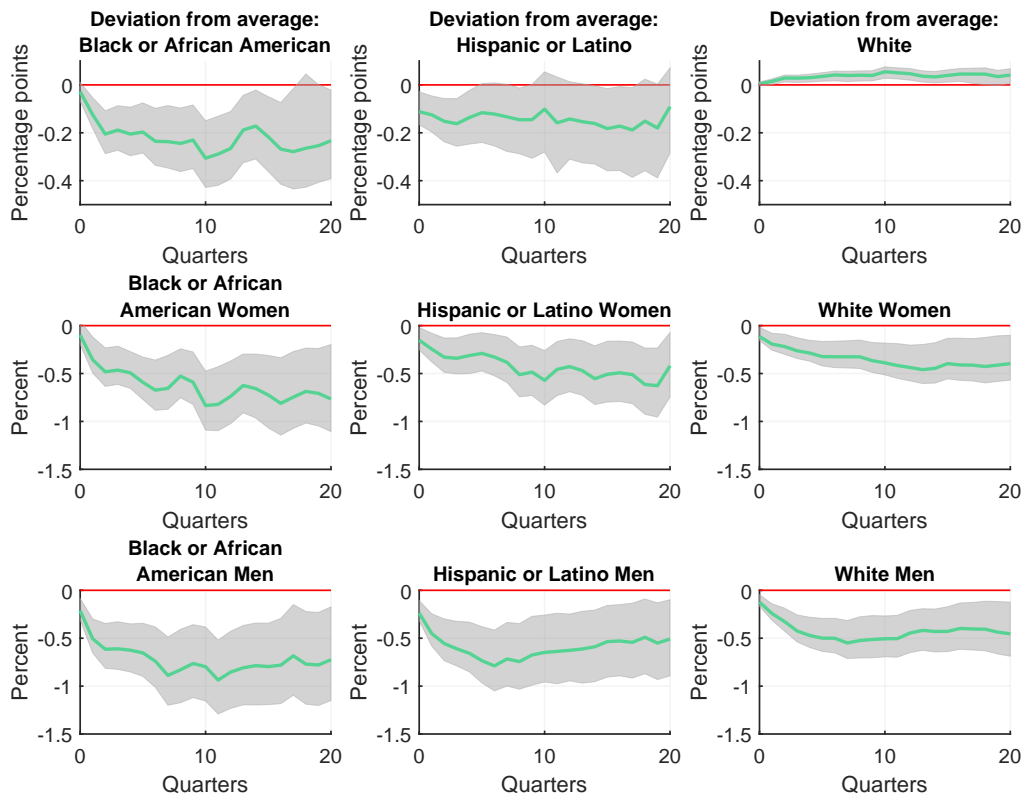 Deviation from average:
Black or African American
Percentage points
0
-0.2
-0.4
0
10
20
Quarters
Deviation from average:
Hispanic or Latino
Percentage points
0
-0.2
-0.4
0
10
20
Quarters
Deviation from average:
White
Percentage points
0
-0.2
-0.4
0
10
20
Quarters
Black or African
American Women
Percent
0
-0.5
-1
-1.5
0
10
20
Quarters
Hispanic or Latino Women
Percent
0
-0.5
-1
-1.5
0
10
20
Quarters
White Women
Percent
0
-0.5
-1
-1.5
0
10
20
Quarters
Black or African
American Men
Percent
0
-0.5
-1
-1.5
0
10
20
Quarters
Hispanic or Latino Men
Percent
0
-0.5
-1
-1.5
0
10
20
Quarters
White Men
Percent
0
-0.5
-1
-1.5
0
10
20
Quarters